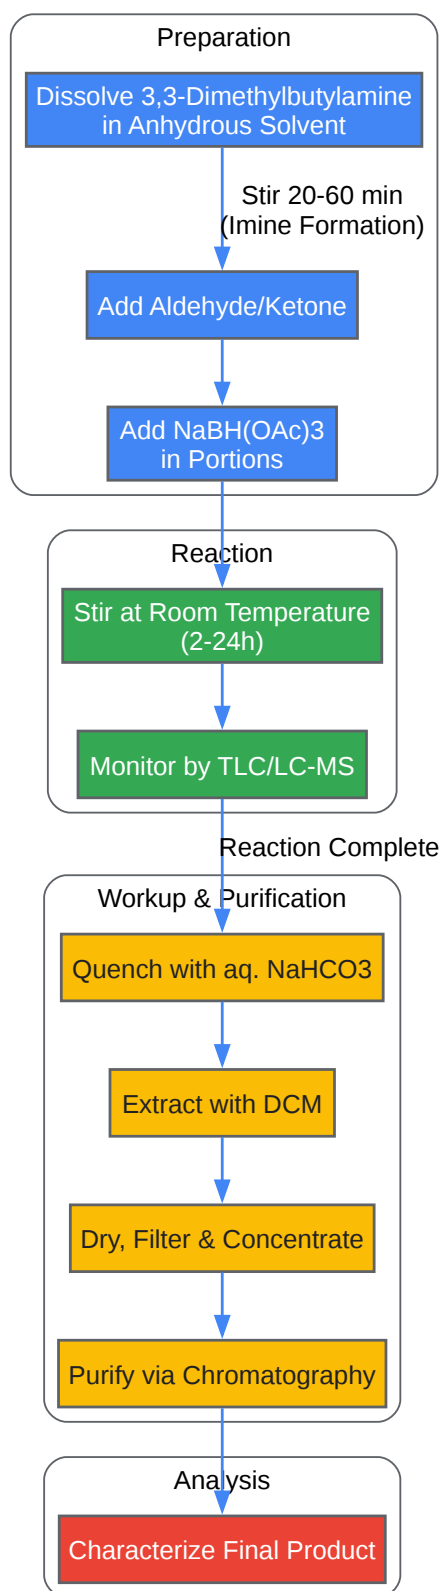 Preparation
Dissolve 3,3-Dimethylbutylamine
in Anhydrous Solvent
Stir 20-60 min
(Imine Formation)
Add Aldehyde/Ketone
Add NaBH(OAc)3
in Portions
Reaction
Stir at Room Temperature
(2-24h)
Monitor by TLC/LC-MS
Reaction Complete
Workup & Purification
Quench with aq. NaHCO3
Extract with DCM
Dry, Filter & Concentrate
Purify via Chromatography
Analysis
Characterize Final Product